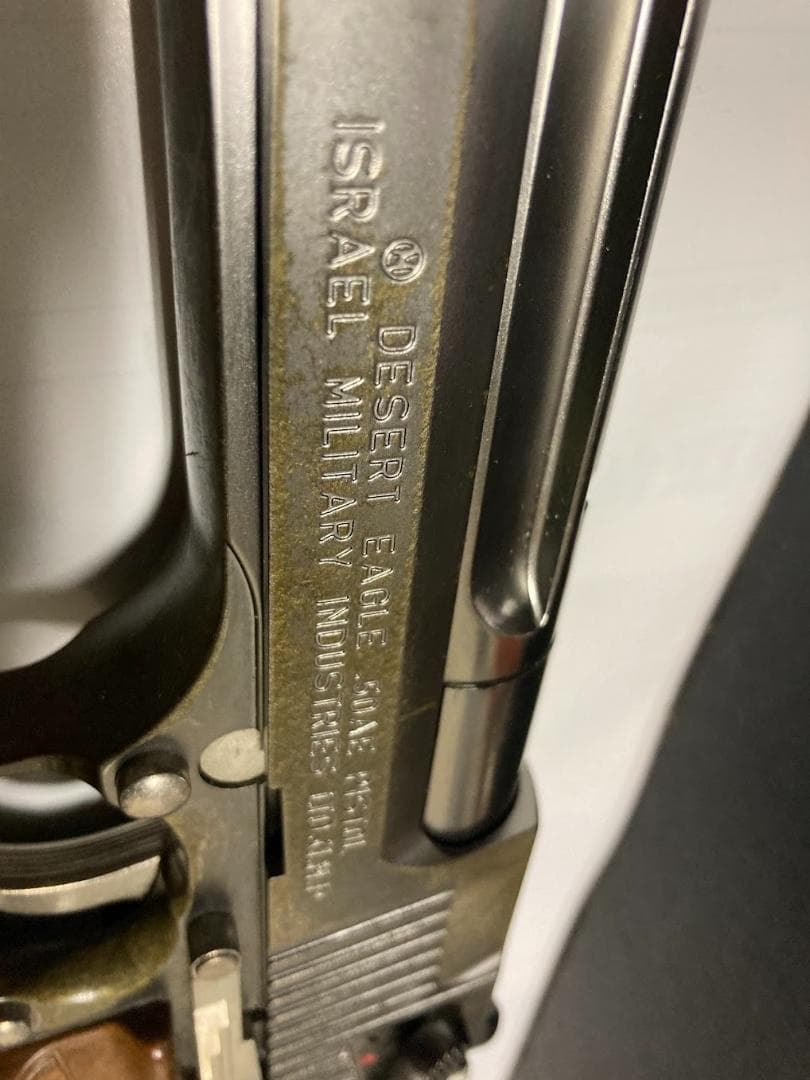 DESERT EAGLE .50AE PISTOL
ISRAEL MILITARY INDUSTRIES